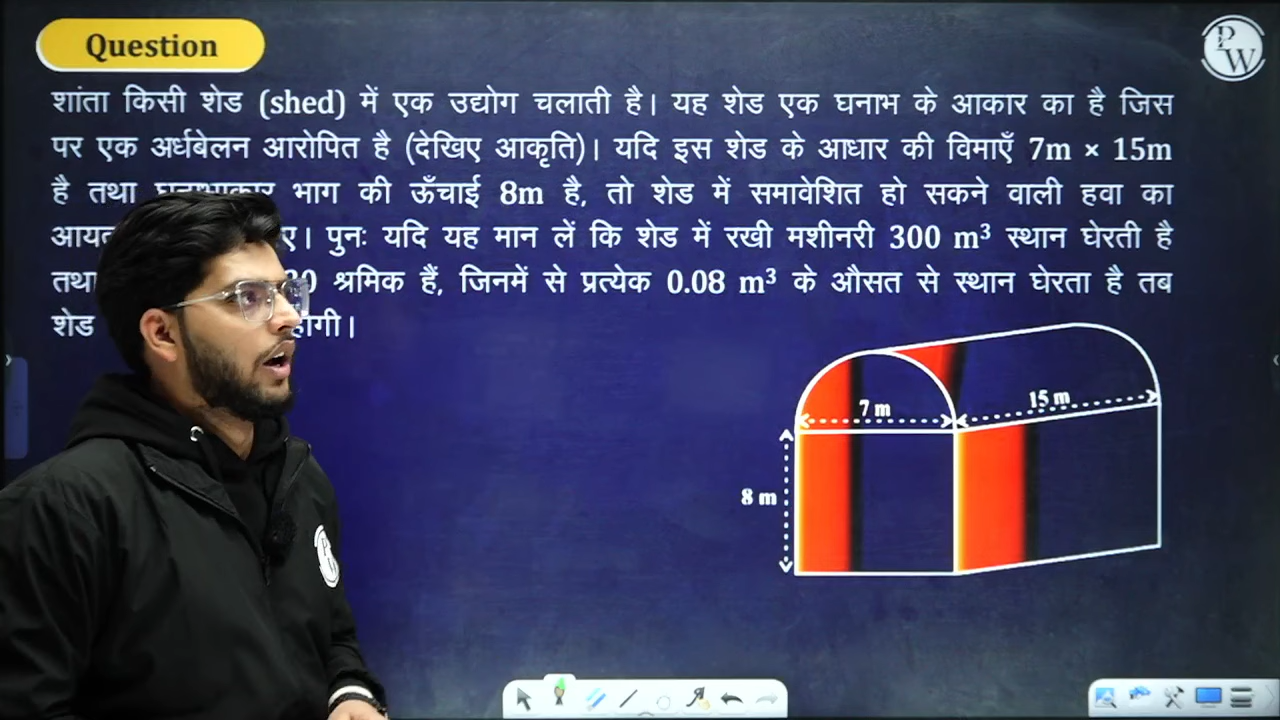 Question
शांता किसी शेड (shed) में एक उद्योग चलाती है। यह शेड एक घनाभ के आकार का है जिस
पर एक अर्धबेलन आरोपित है (देखिए आकृति)। यदि इस शेड के आधार की विमाएँ 7m × 15m
है तथा घनाभाकार भाग की ऊँचाई 8m है, तो शेड में समावेशित हो सकने वाली हवा का
पुनः यदि यह मान लें कि शेड में रखी मशीनरी 300 m³ स्थान घेरती है
तथा श्रमिक हैं, जिनमें से प्रत्येक 0.08 m³ के औसत से स्थान घेरता है तब
शेड होगी।
7 m
15 m
8 m
PW